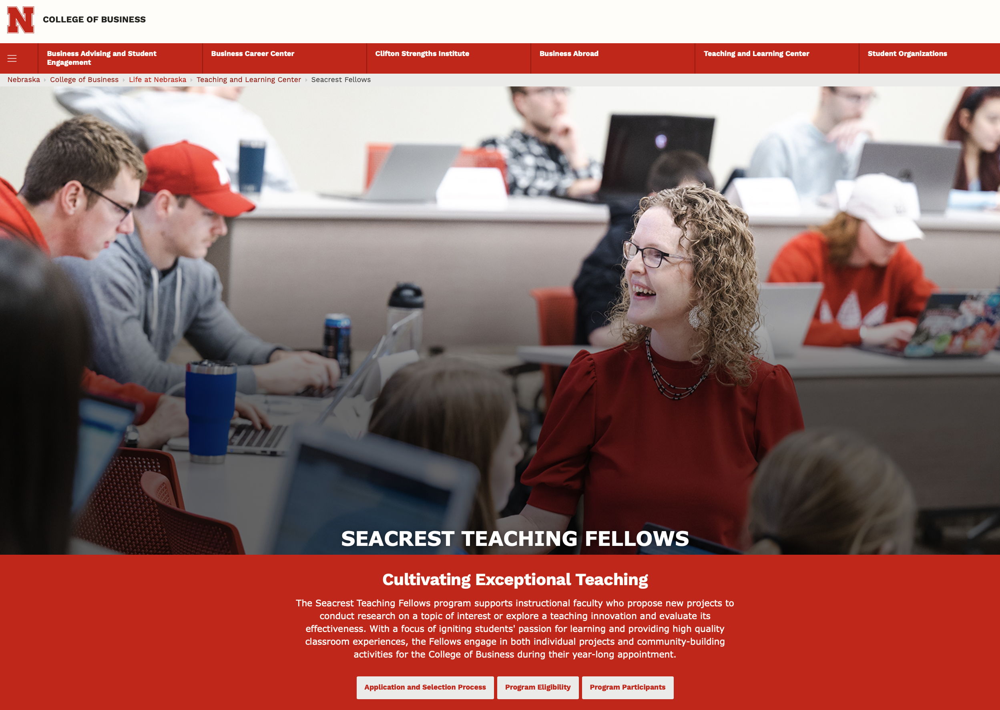 N
COLLEGE OF BUSINESS
Business Advising and Student
Engagement
Business Career Center
Clifton Strengths Institute
Business Abroad
Teaching and Learning Center
Student Organizations
Nebraska
College of Business
Life at Nebraska
Teaching and Learning Center
Seacrest Fellows
SEACREST TEACHING FELLOWS
Cultivating Exceptional Teaching
The Seacrest Teaching Fellows program supports instructional faculty who propose new projects to
conduct research on a topic of interest or explore a teaching innovation and evaluate its
effectiveness. With a focus of igniting students' passion for learning and providing high quality
classroom experiences, the Fellows engage in both individual projects and community-building
activities for the College of Business during their year-long appointment.
Application and Selection Process
Program Eligibility
Program Participants